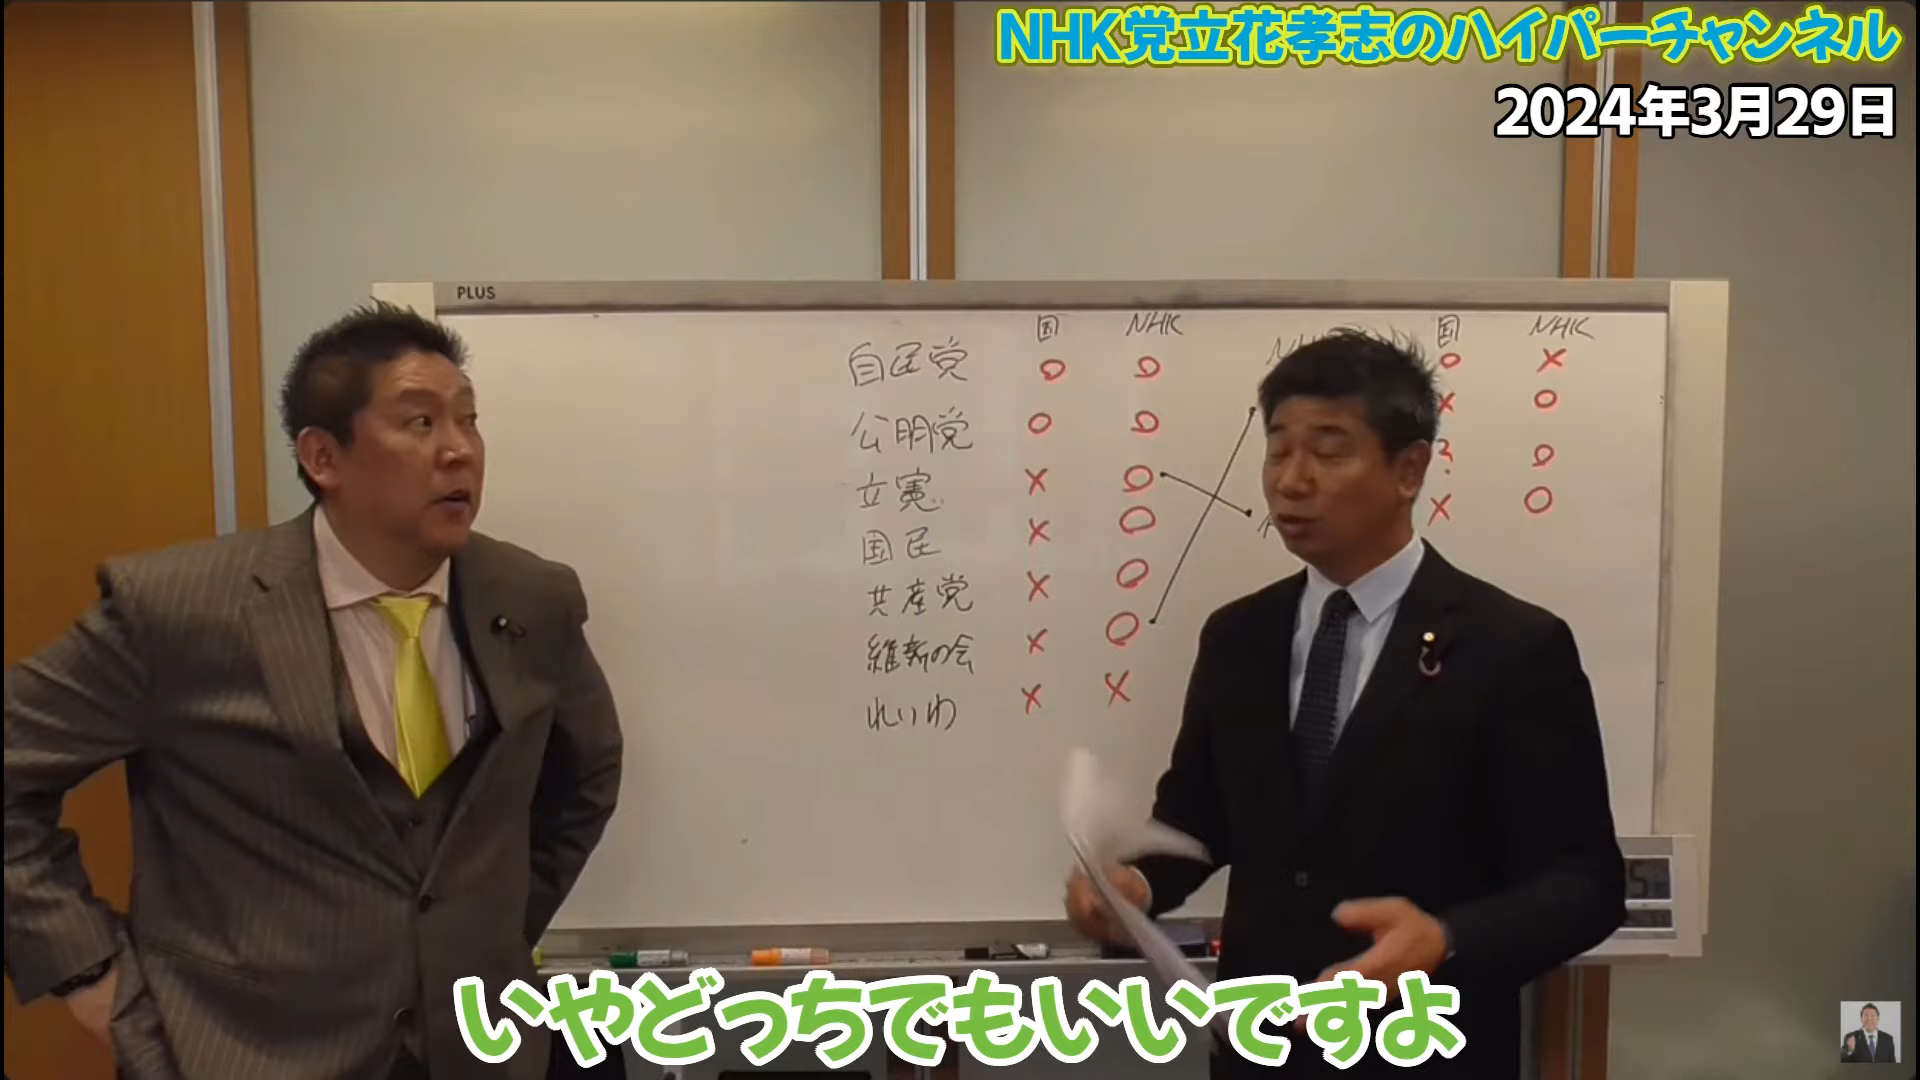 NHK党立花孝志のハイパーチャンネル
2024年3月29日
PLUS
国 NHK
自民党 ○ ○
公明党 ○ ○
立憲 × ○
国民 × ○
共産党 × ○
維新の会 × ○
れいわ × ×
国 NHK
○ ×
× ○
? ○
× ○
5
いやどっちでもいいですよ